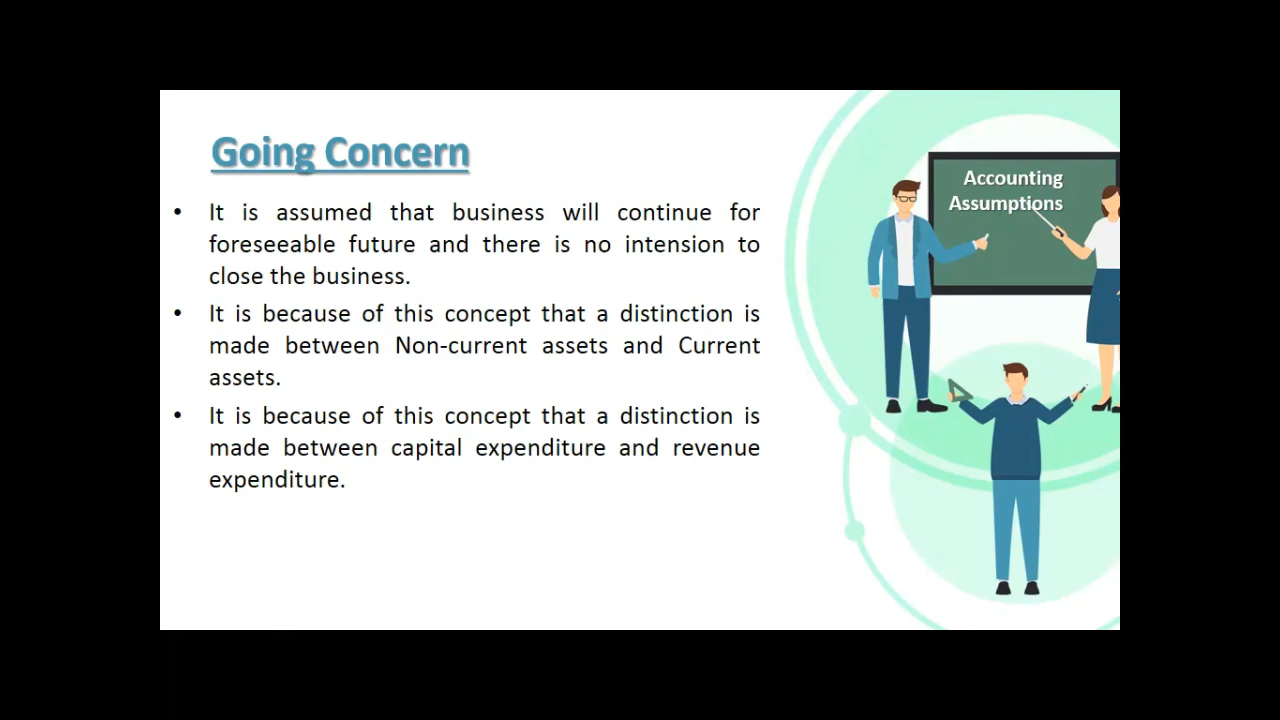 Going Concern
• It is assumed that business will continue for
foreseeable future and there is no intension to
close the business.
• It is because of this concept that a distinction is
made between Non-current assets and Current
assets.
• It is because of this concept that a distinction is
made between capital expenditure and revenue
expenditure.
Accounting
Assumptions